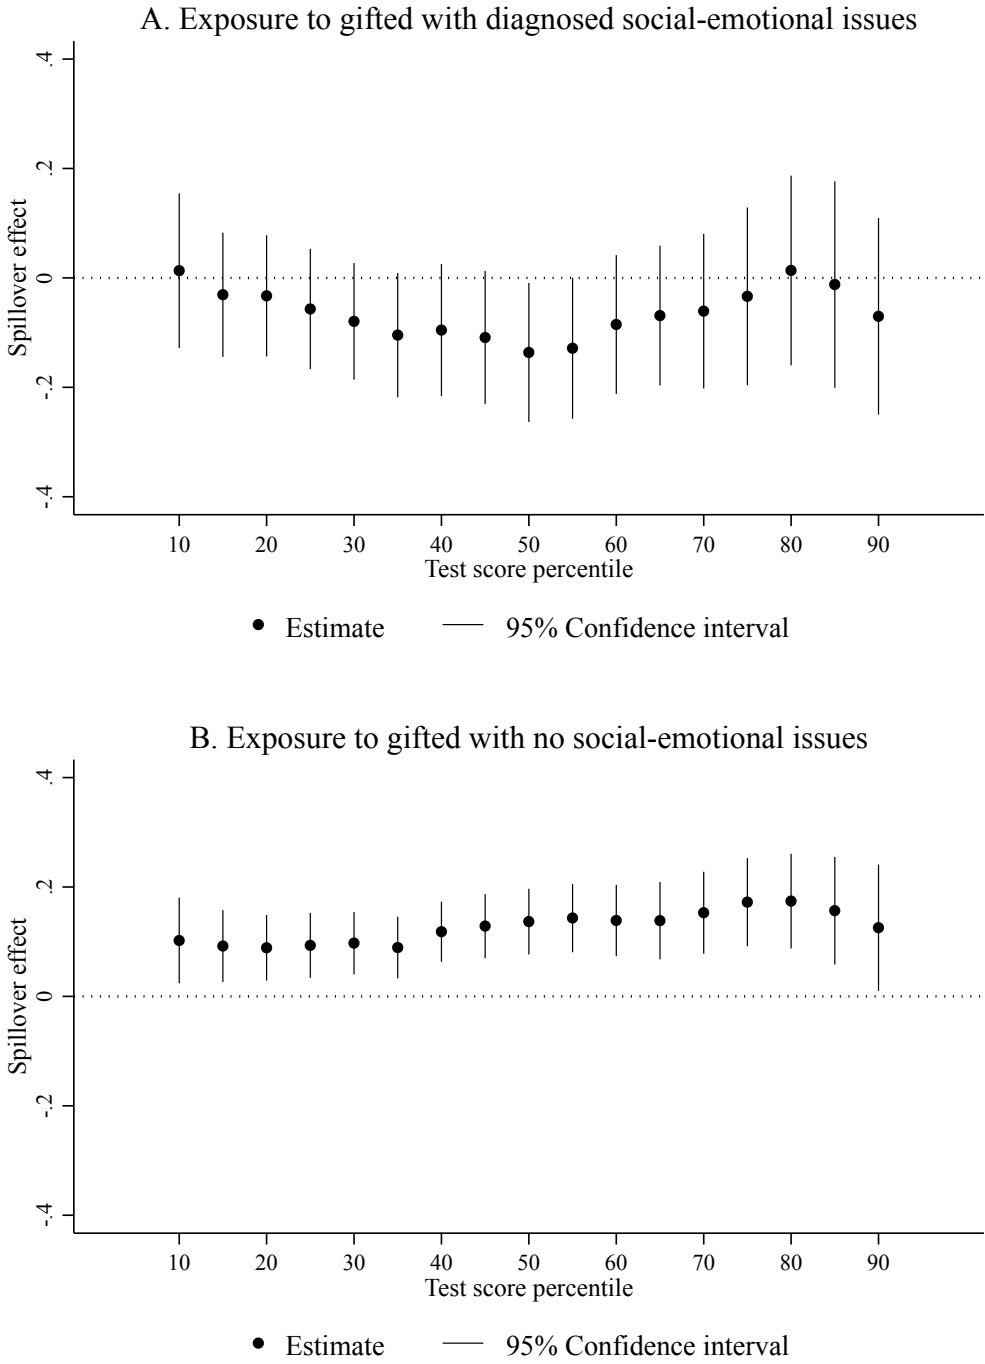 A. Exposure to gifted with diagnosed social-emotional issues
Spillover effect
.4
.2
0
-.2
-.4
10 20 30 40 50 60 70 80 90
Test score percentile
Estimate 95% Confidence interval
B. Exposure to gifted with no social-emotional issues
Spillover effect
.4
.2
0
-.2
-.4
10 20 30 40 50 60 70 80 90
Test score percentile
Estimate 95% Confidence interval